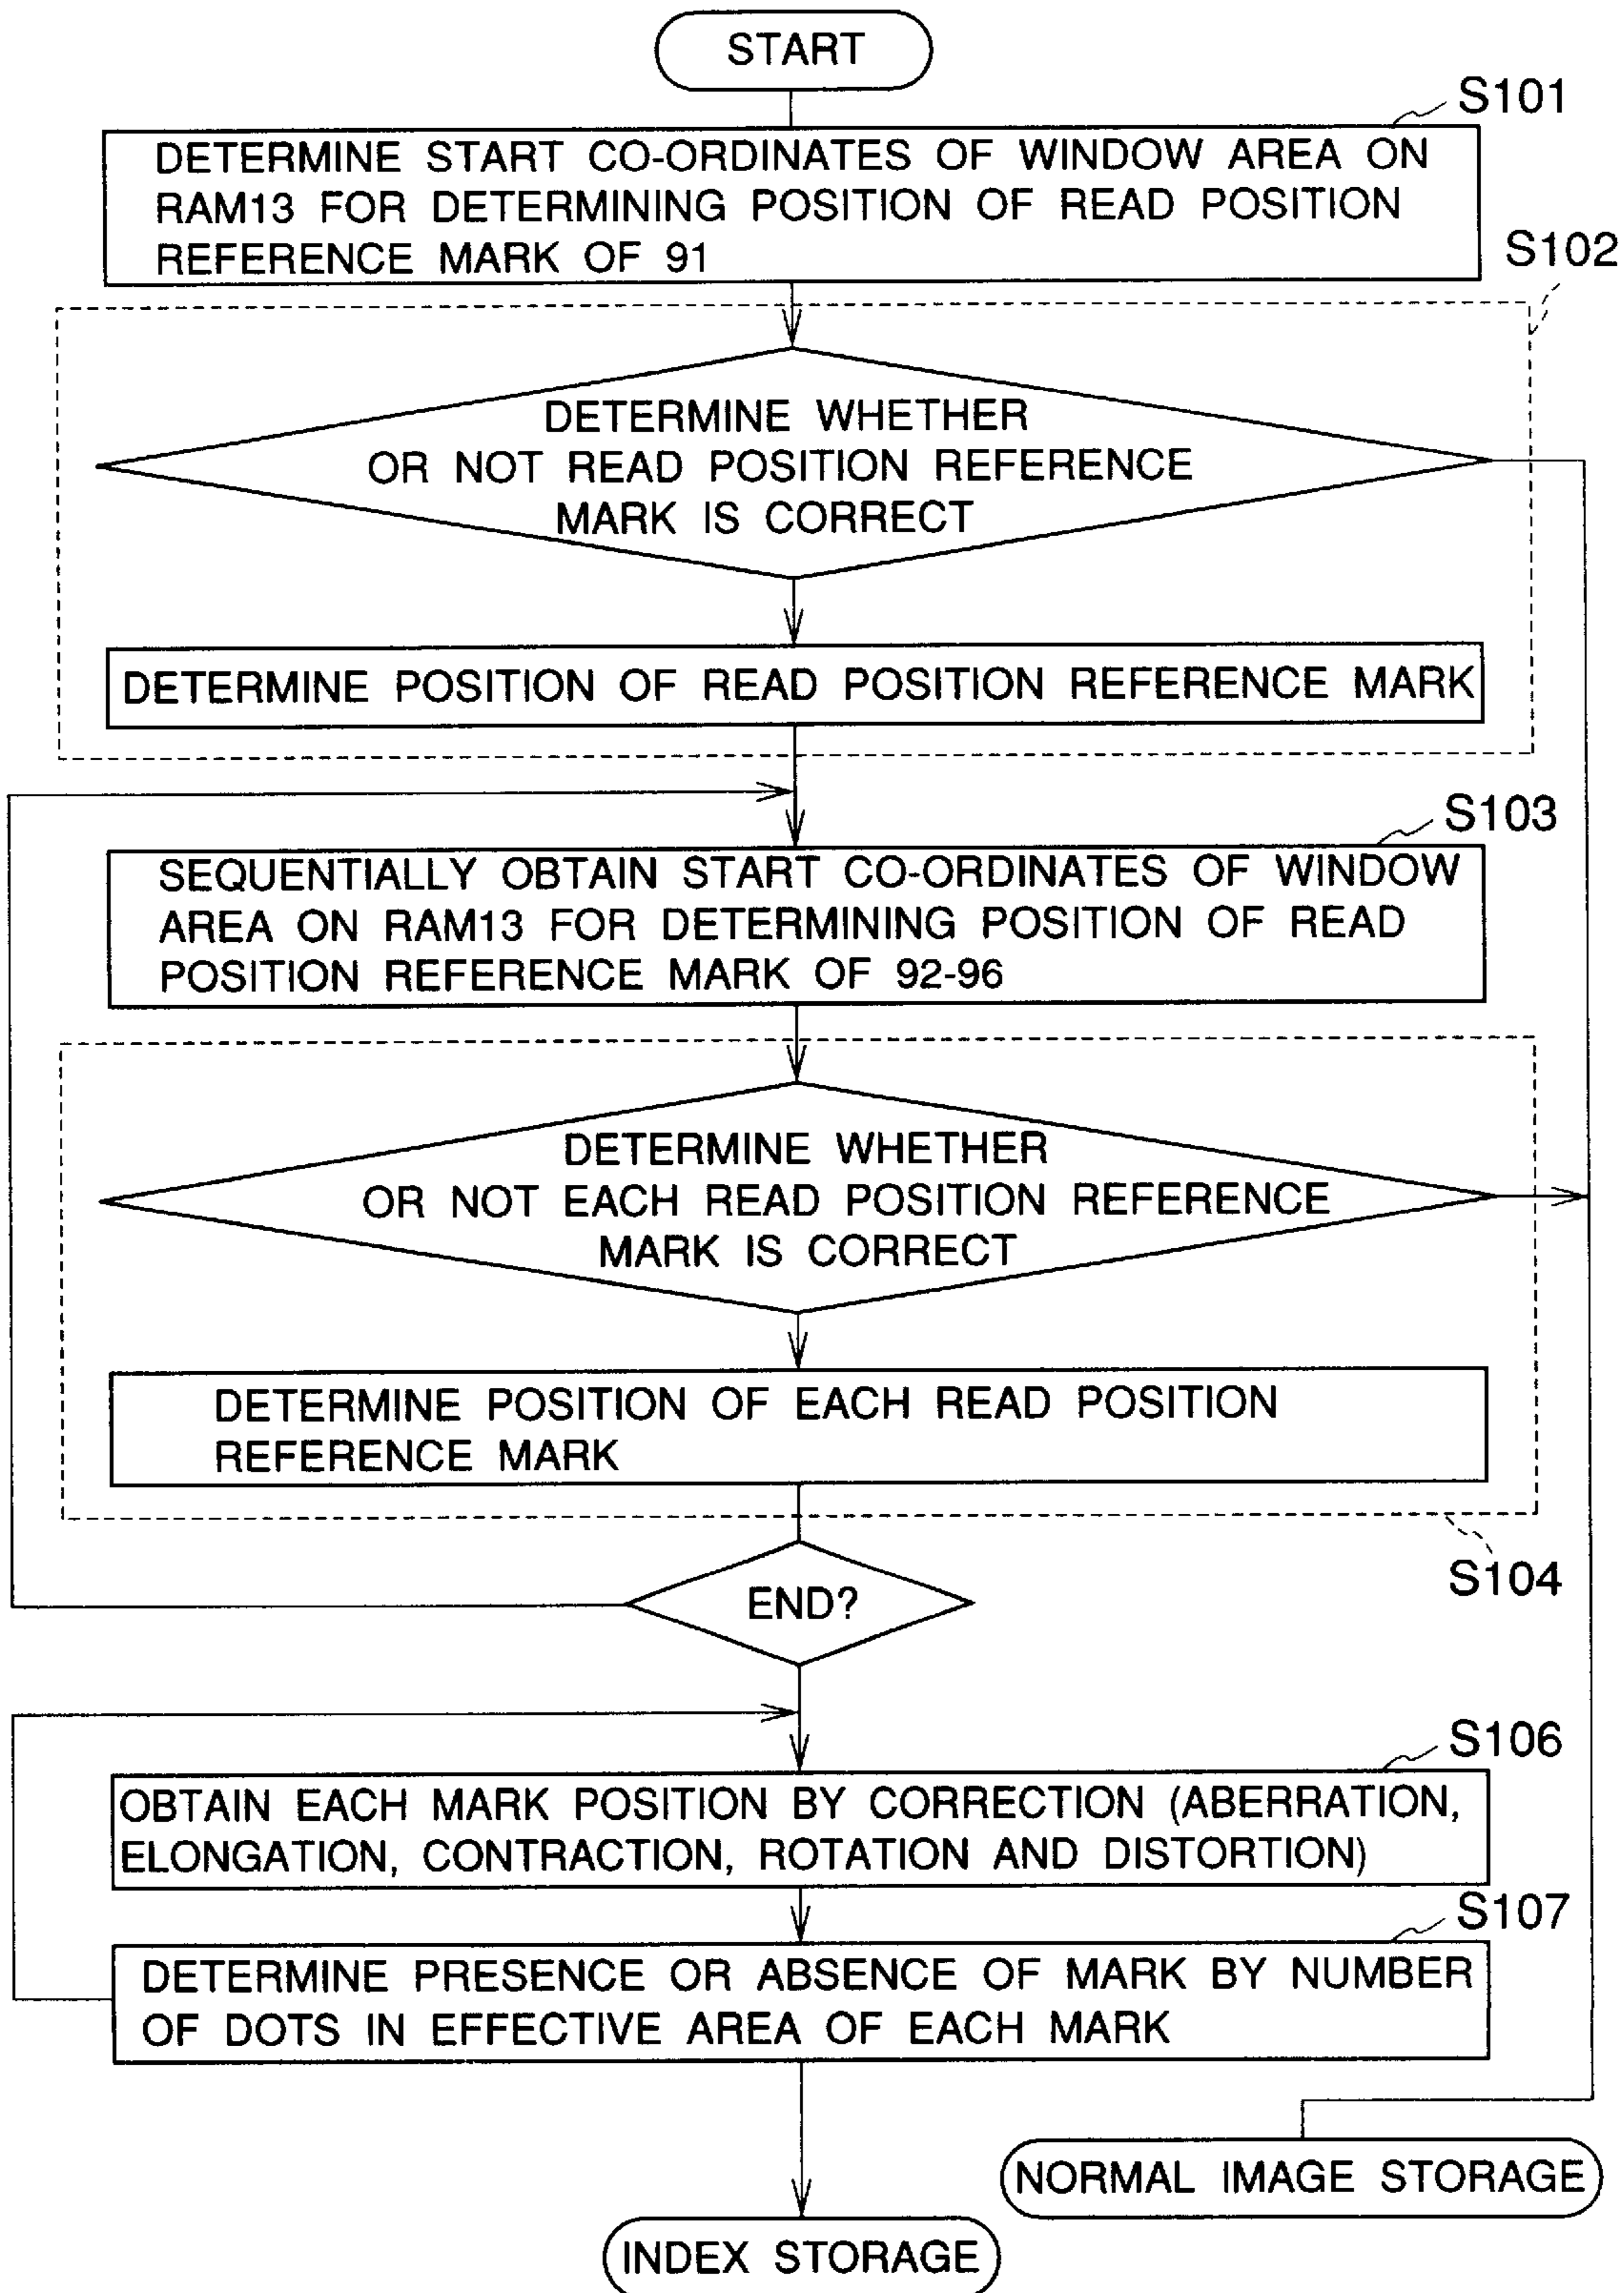 START
S101
DETERMINE START CO-ORDINATES OF WINDOW AREA ON
RAM13 FOR DETERMINING POSITION OF READ POSITION
REFERENCE MARK OF 91
S102
DETERMINE WHETHER
OR NOT READ POSITION REFERENCE
MARK IS CORRECT
DETERMINE POSITION OF READ POSITION REFERENCE MARK
S103
SEQUENTIALLY OBTAIN START CO-ORDINATES OF WINDOW
AREA ON RAM13 FOR DETERMINING POSITION OF READ
POSITION REFERENCE MARK OF 92-96
DETERMINE WHETHER
OR NOT EACH READ POSITION REFERENCE
MARK IS CORRECT
DETERMINE POSITION OF EACH READ POSITION
REFERENCE MARK
S104
END?
S106
OBTAIN EACH MARK POSITION BY CORRECTION (ABERRATION,
ELONGATION, CONTRACTION, ROTATION AND DISTORTION)
S107
DETERMINE PRESENCE OR ABSENCE OF MARK BY NUMBER
OF DOTS IN EFFECTIVE AREA OF EACH MARK
NORMAL IMAGE STORAGE
INDEX STORAGE